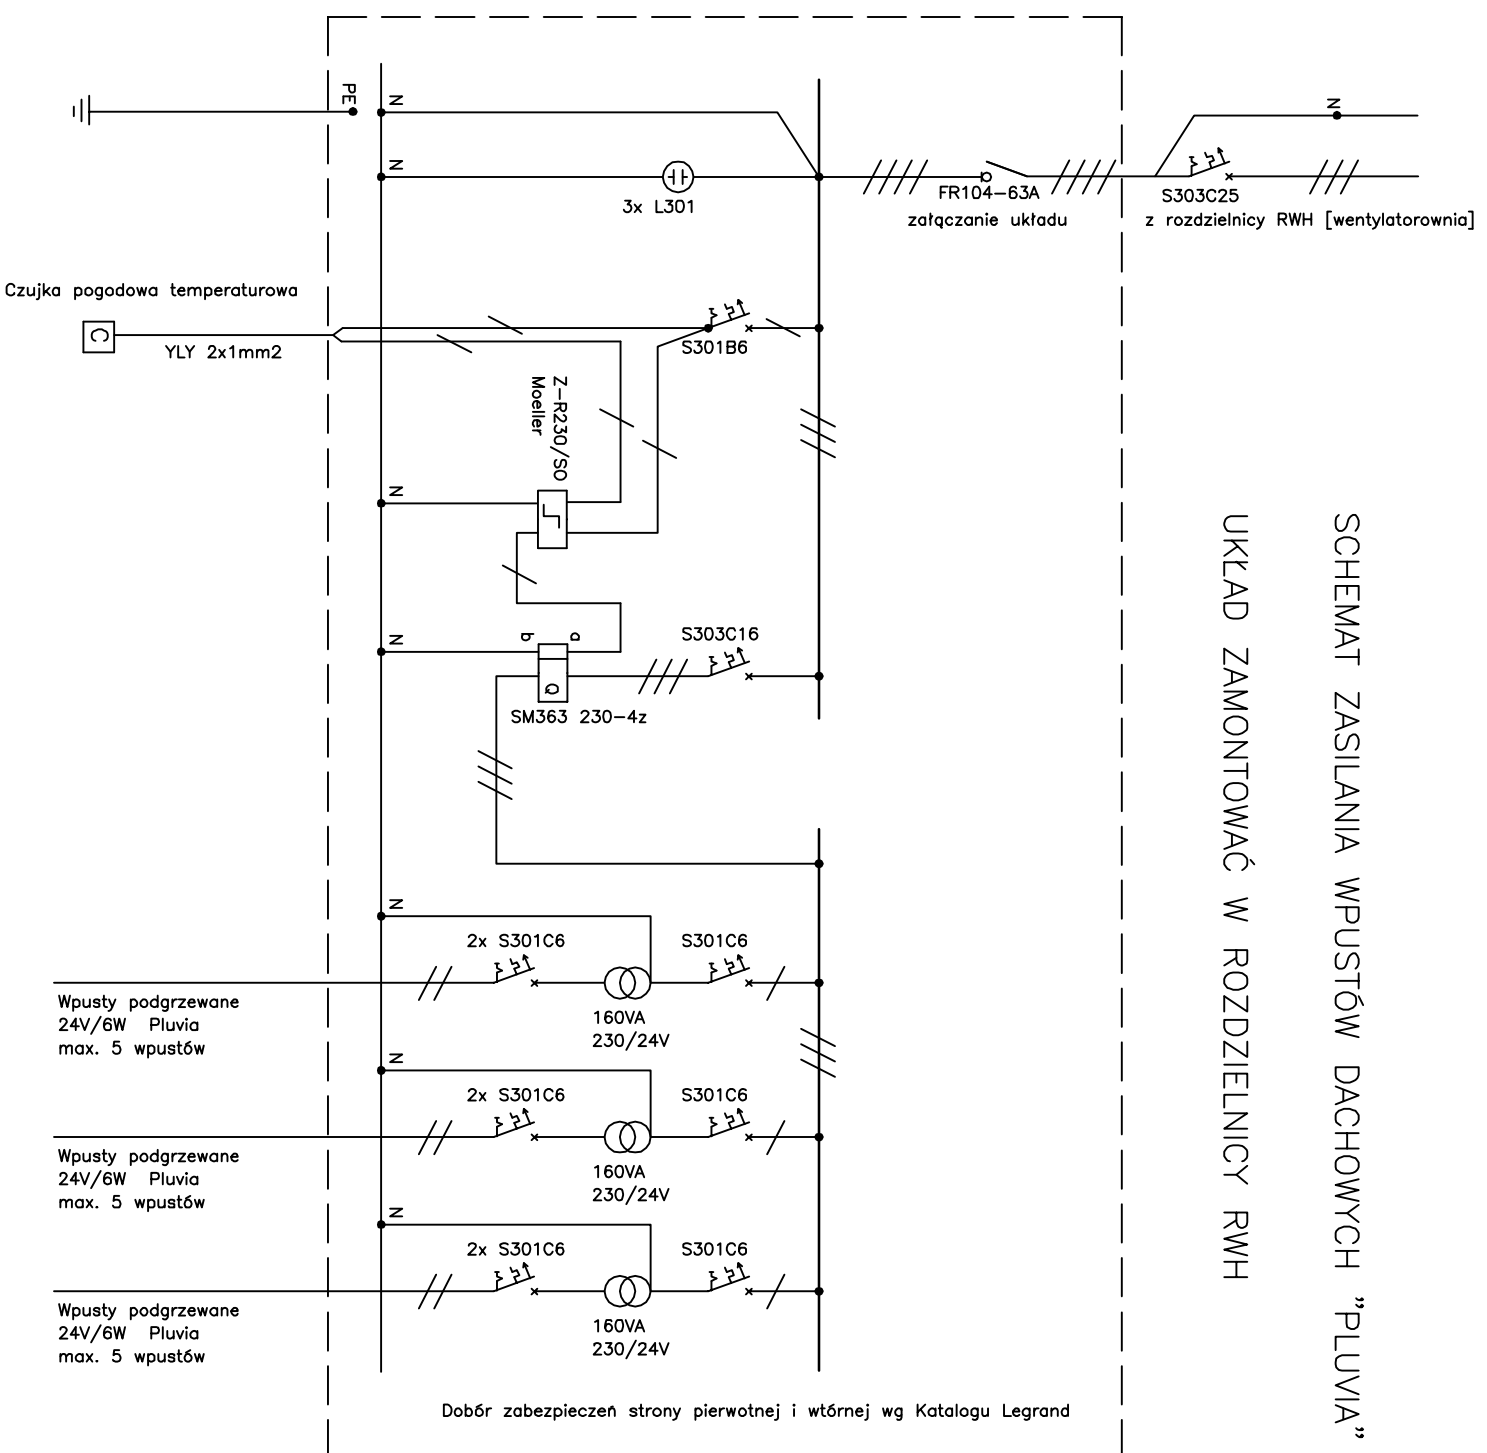 PE
N
N
N
3x L301
FR104-63A
załączanie układu
S303C25
z rozdzielnicy RWH [wentylatorownia]
Czujka pogodowa temperaturowa
C
YLY 2x1mm2
S301B6
Z-R230/SO
Moeller
N
N
b
a
Q
S303C16
SM363 230-4z
SCHEMAT ZASILANIA WPUSTÓW DACHOWYCH "PLUVIA"
UKŁAD ZAMONTOWAĆ W ROZDZIELNICY RWH
N
2x S301C6
S301C6
Wpusty podgrzewane
24V/6W Pluvia
max. 5 wpustów
160VA
230/24V
N
2x S301C6
S301C6
Wpusty podgrzewane
24V/6W Pluvia
max. 5 wpustów
160VA
230/24V
N
2x S301C6
S301C6
Wpusty podgrzewane
24V/6W Pluvia
max. 5 wpustów
160VA
230/24V
Dobór zabezpieczeń strony pierwotnej i wtórnej wg Katalogu Legrand